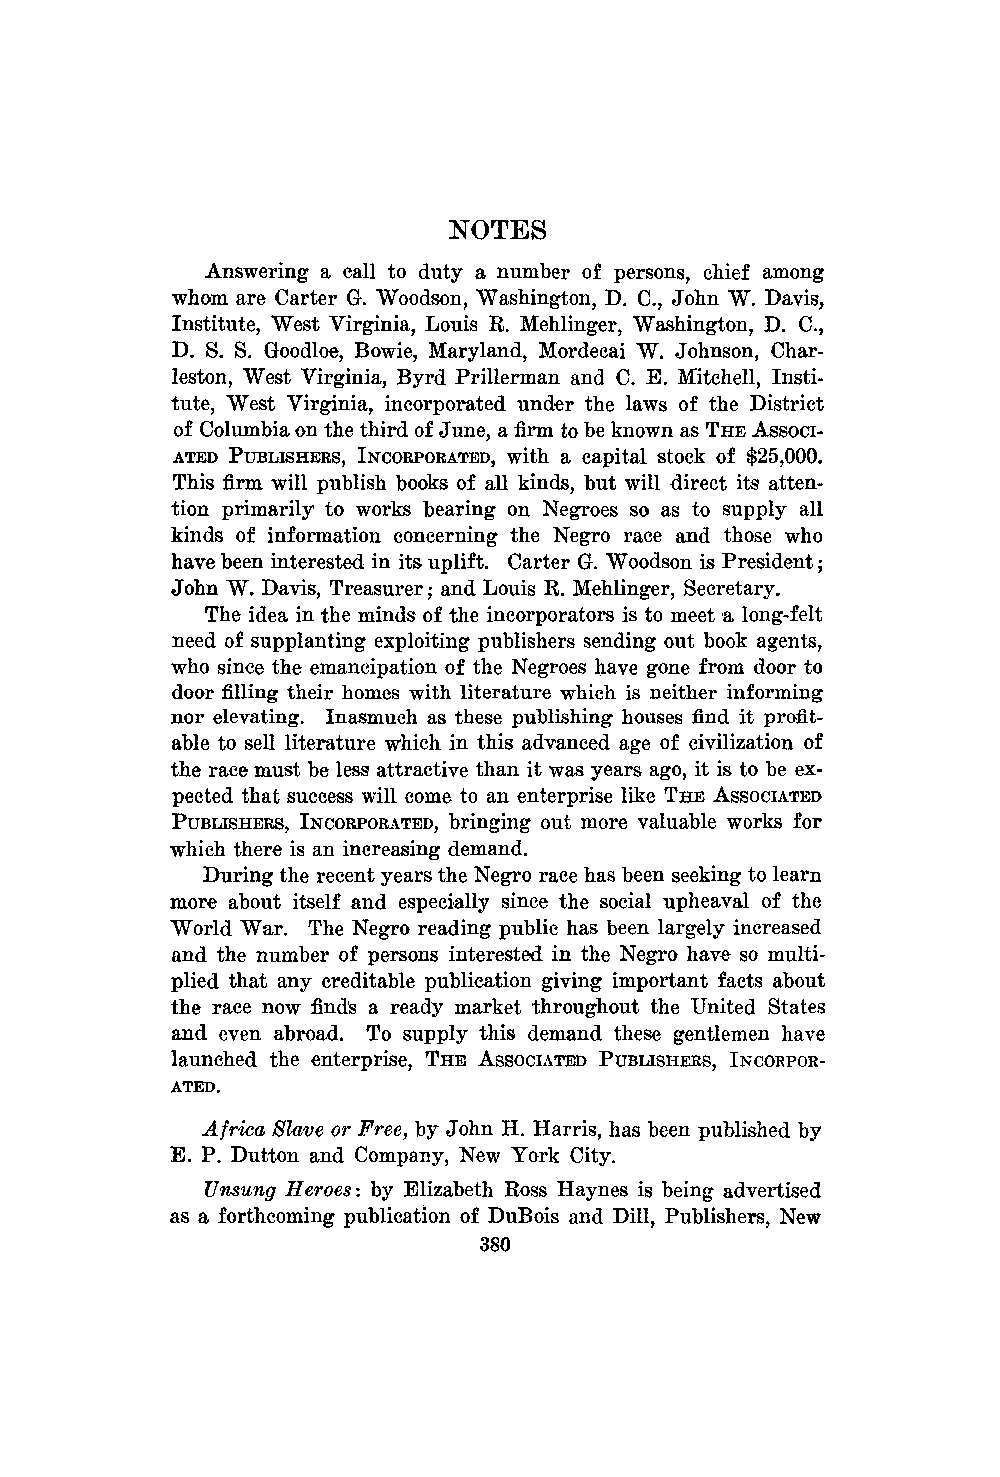 NOTES
Answering a call to duty a number of persons, chief among
whom are Carter G. Woodson, Washington, D. C., John W. Davis,
Institute, West Virginia, Louis R. Mehlinger, Washington, D. C.,
D. S. S. Goodloe, Bowie, Maryland, Mordecai W. Johnson, Char-
leston, West Virginia, Byrd Prillerman and C. E. Mitchell, Insti-
tute, West Virginia, incorporated under the laws of the District
of Columbia on the third of June, a firm to be known as THE ASSOCI-
ATED PUBLISHERS, INCORPORATED, with a capital stock of $25,000.
This firm will publish books of all kinds, but will direct its atten-
tion primarily to works bearing on Negroes so as to supply all
kinds of information concerning the Negro race and those who
have been interested in its uplift. Carter G. Woodson is President;
John W. Davis, Treasurer; and Louis R. Mehlinger, Secretary.
The idea in the minds of the incorporators is to meet a long-felt
need of supplanting exploiting publishers sending out book agents,
who since the emancipation of the Negroes have gone from door to
door filling their homes with literature which is neither informing
nor elevating. Inasmuch as these publishing houses find it profit-
able to sell literature which in this advanced age of civilization of
the race must be less attractive than it was years ago, it is to be ex-
pected that success will come to an enterprise like THE ASSOCIATED
PUBLISHERS, INCORPORATED, bringing out more valuable works for
which there is an increasing demand.
During the recent years the Negro race has been seeking to learn
more about itself and especially since the social upheaval of the
World War. The Negro reading public has been largely increased
and the number of persons interested in the Negro have so multi-
plied that any creditable publication giving important facts about
the race now finds a ready market throughout the United States
and even abroad. To supply this demand these gentlemen have
launched the enterprise, THE ASSOCIATED PUBLISHERS, INCORPOR-
ATED.
Africa Slave or Free, by John H. Harris, has been published by
E. P. Dutton and Company, New York City.
Unsung Heroes: by Elizabeth Ross Haynes is being advertised
as a forthcoming publication of DuBois and Dill, Publishers, New
380